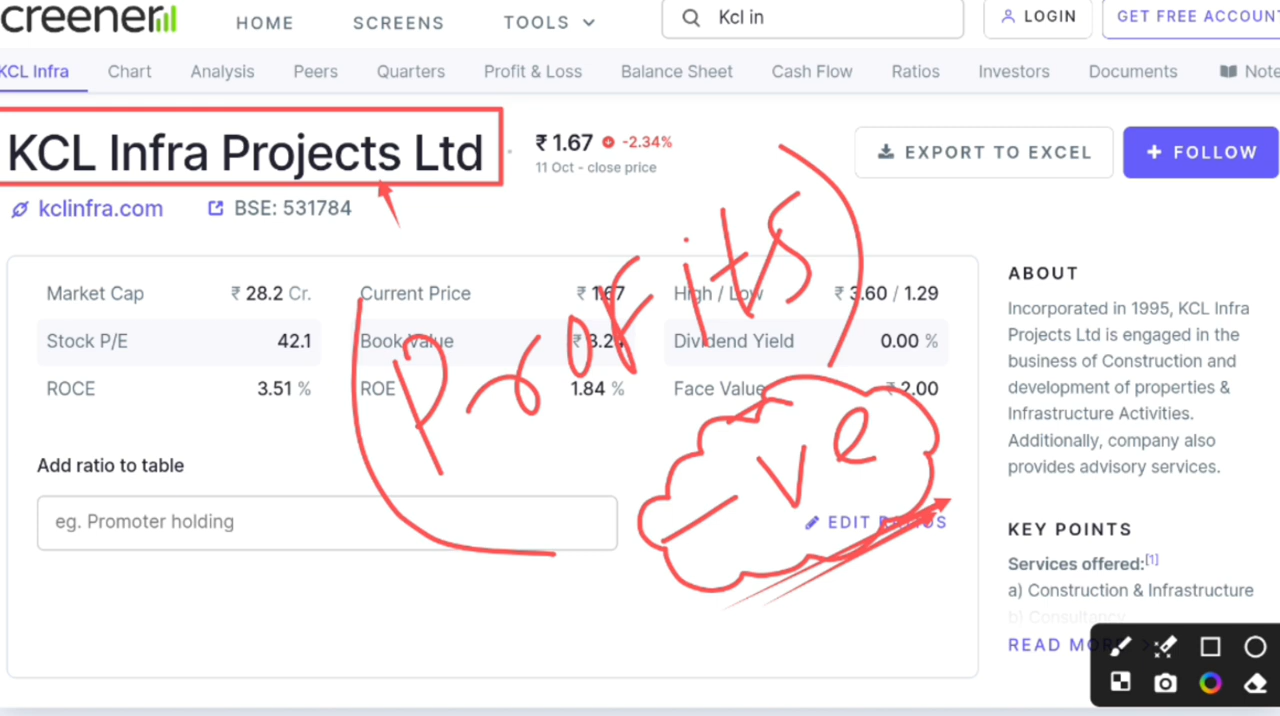 creener
HOME SCREENS TOOLS
Kcl in
LOGIN
GET FREE ACCOUNT
KCL Infra Chart Analysis Peers Quarters Profit & Loss Balance Sheet Cash Flow Ratios Investors Documents Note
KCL Infra Projects Ltd
₹ 1.67 -2.34%
11 Oct - close price
EXPORT TO EXCEL
+ FOLLOW
kclinfra.com BSE: 531784
Market Cap ₹ 28.2 Cr. Current Price ₹ 1.67 High / Low ₹ 3.60 / 1.29
Stock P/E 42.1 Book Value ₹ 3.24 Dividend Yield 0.00 %
ROCE 3.51 % ROE 1.84 % Face Value ₹ 2.00
(Profits)
-ve
Add ratio to table
eg. Promoter holding
EDIT RATIOS
ABOUT
Incorporated in 1995, KCL Infra
Projects Ltd is engaged in the
business of Construction and
development of properties &
Infrastructure Activities.
Additionally, company also
provides advisory services.
KEY POINTS
Services offered:[1]
a) Construction & Infrastructure
b) Consultancy
READ MORE